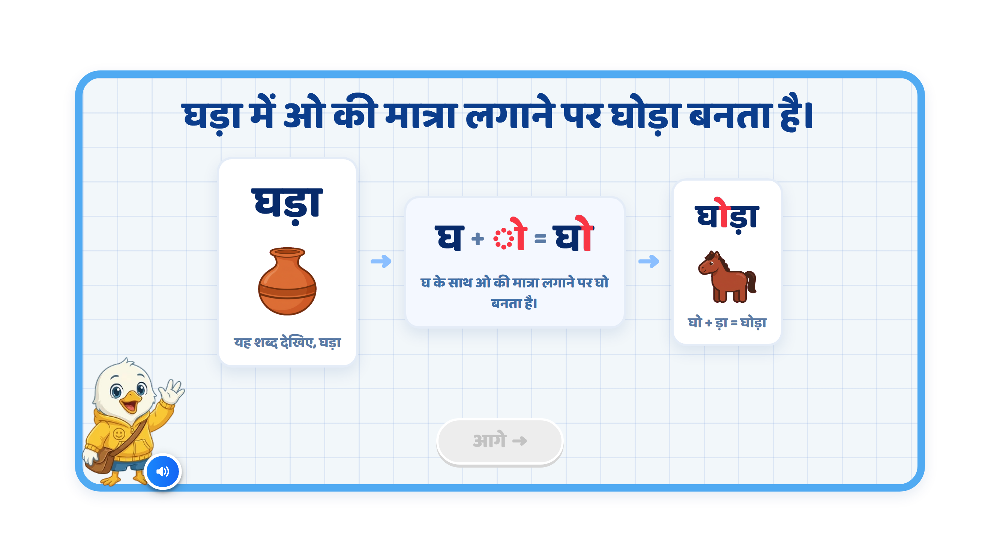 घड़ा में ओ की मात्रा लगाने पर घोड़ा बनता है।
घड़ा
यह शब्द देखिए, घड़ा
→
घ + ो = घो
घ के साथ ओ की मात्रा लगाने पर घो
बनता है।
→
घोड़ा
घो + ड़ा = घोड़ा
आगे →